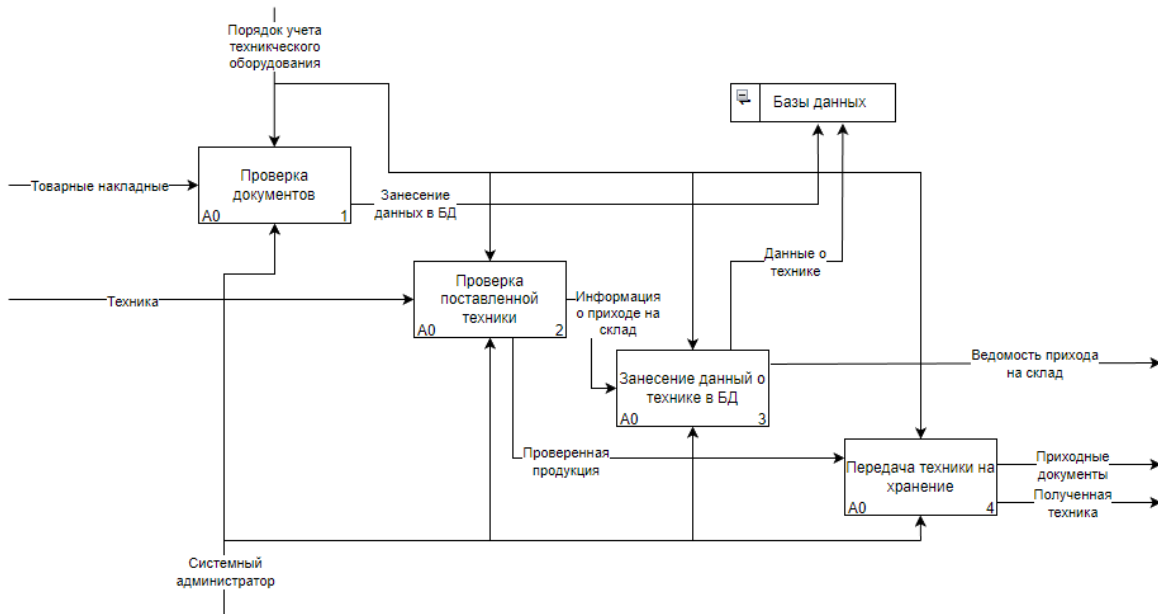 Порядок учета
техникческого
оборудования
Базы данных
Товарные накладные
Проверка
документов
A0
1
Занесение
данных в БД
Данные о
технике
Техника
Проверка
поставленной
техники
A0
2
Информация
о приходе на
склад
Ведомость прихода
на склад
Занесение данный о
технике в БД
A0
3
Проверенная
продукция
Передача техники на
хранение
A0
4
Приходные
документы
Полученная
техника
Системный
администратор